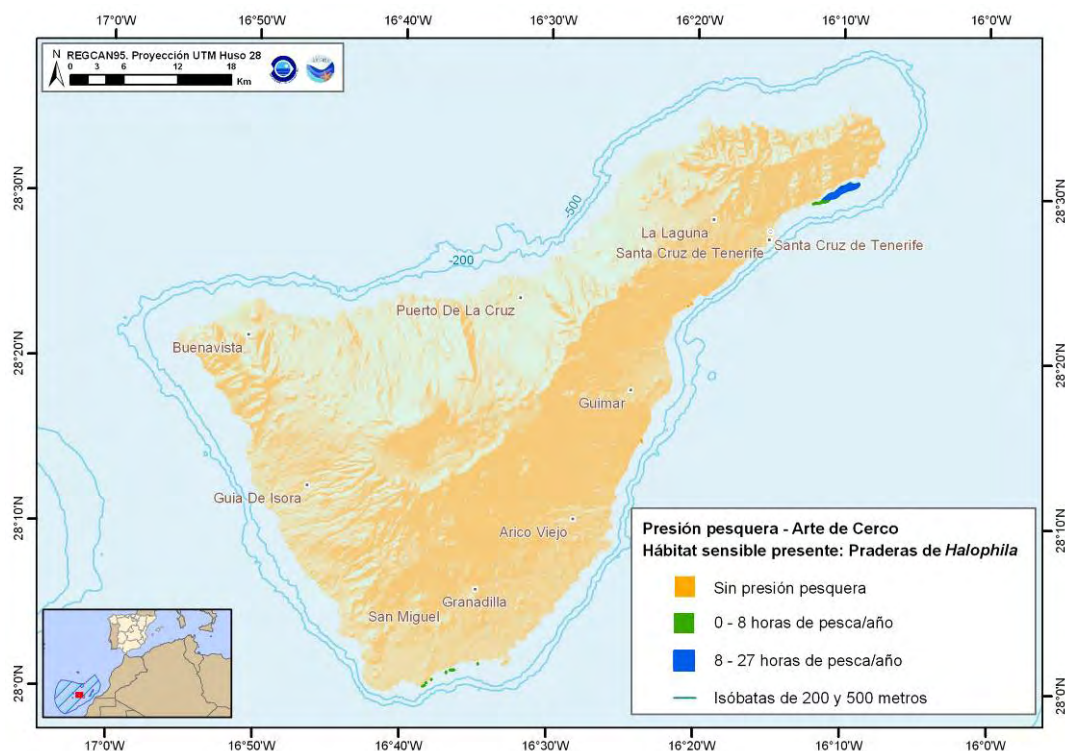 17°0'W 16°50'W 16°40'W 16°30'W 16°20'W 16°10'W 16°0'W
N REGCAN95. Proyección UTM Huso 28
0 3 6 12 18
Km
28°30'N
28°30'N
-500
La Laguna
Santa Cruz de Tenerife
Santa Cruz de Tenerife
-200
Puerto De La Cruz
Buenavista
28°20'N
28°20'N
Guimar
Guia De Isora
28°10'N
28°10'N
Arico Viejo
Granadilla
San Miguel
Presión pesquera - Arte de Cerco
Hábitat sensible presente: Praderas de Halophila
Sin presión pesquera
0 - 8 horas de pesca/año
8 - 27 horas de pesca/año
Isóbatas de 200 y 500 metros
28°0'N
28°0'N
17°0'W 16°50'W 16°40'W 16°30'W 16°20'W 16°10'W 16°0'W